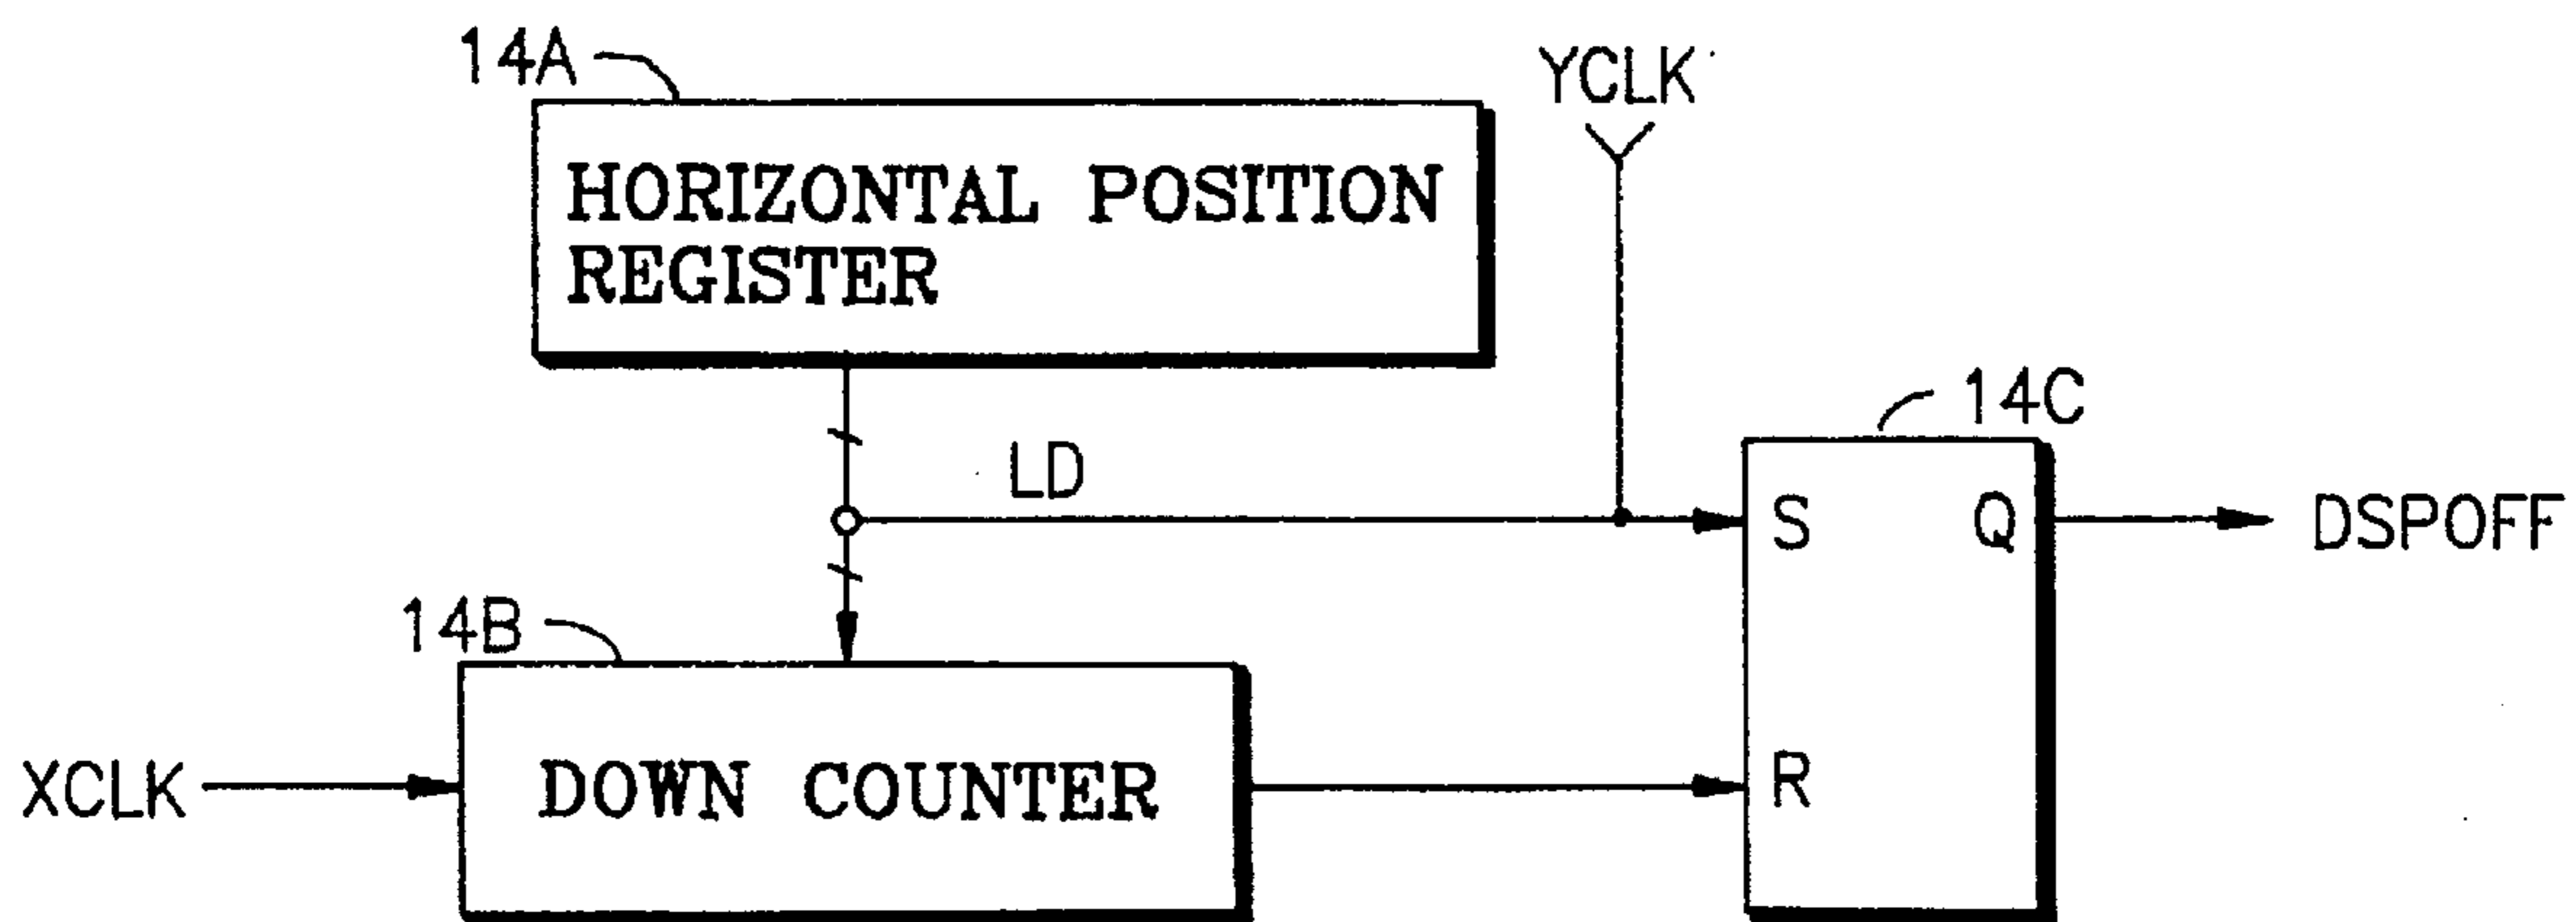 14A
YCLK
HORIZONTAL POSITION
REGISTER
14C
LD
S Q
DSPOFF
14B
XCLK
DOWN COUNTER
R